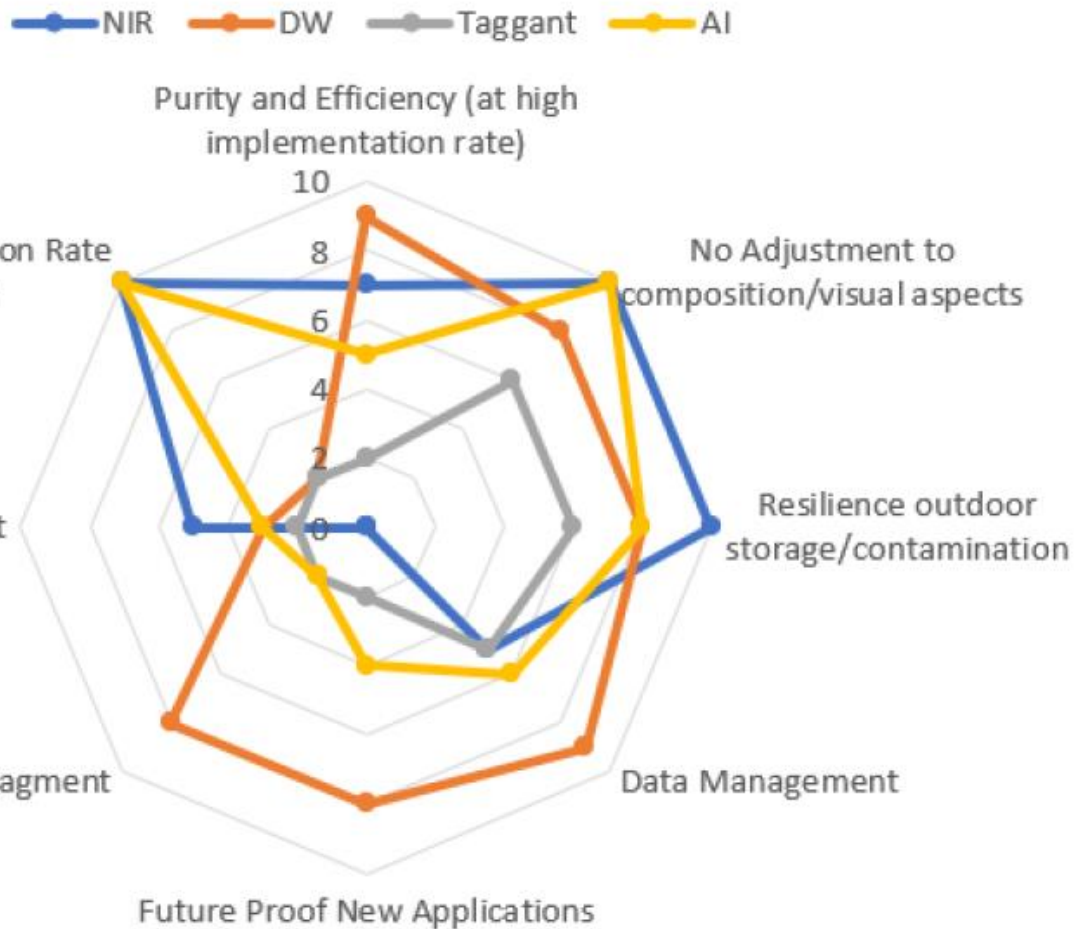 NIR DW Taggant AI
Purity and Efficiency (at high
implementation rate)
10
8
6
4
2
0
on Rate
No Adjustment to
composition/visual aspects
Resilience outdoor
storage/contamination
t
agment
Data Management
Future Proof New Applications